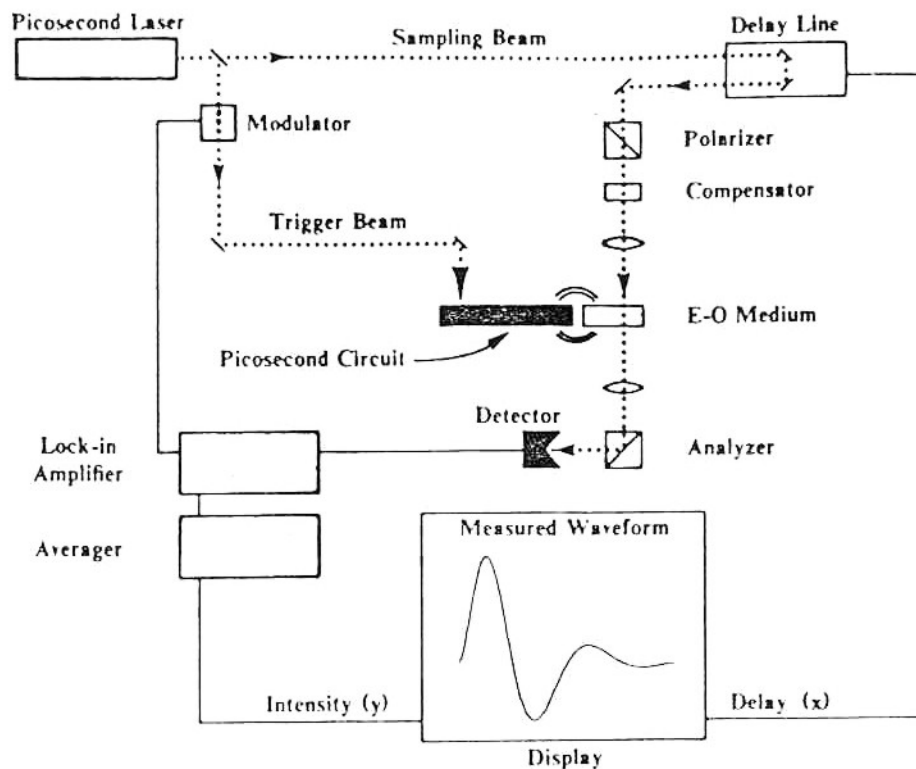 Picosecond Laser
Sampling Beam
Delay Line
Modulator
Polarizer
Compensator
Trigger Beam
E-O Medium
Picosecond Circuit
Detector
Analyzer
Lock-in
Amplifier
Measured Waveform
Averager
Intensity (y)
Delay (x)
Display